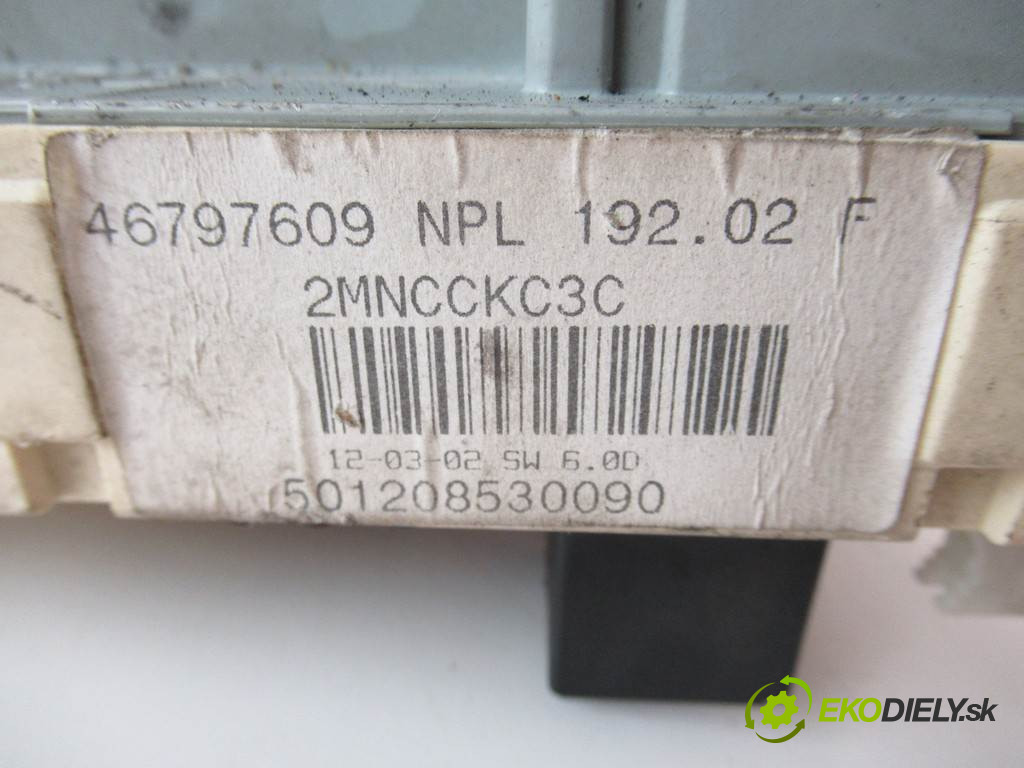 46797609 NPL 192.02 F
2MNCCKC3C
12-03-02 SW 6.0D
501208530090
EKODIELY.sk